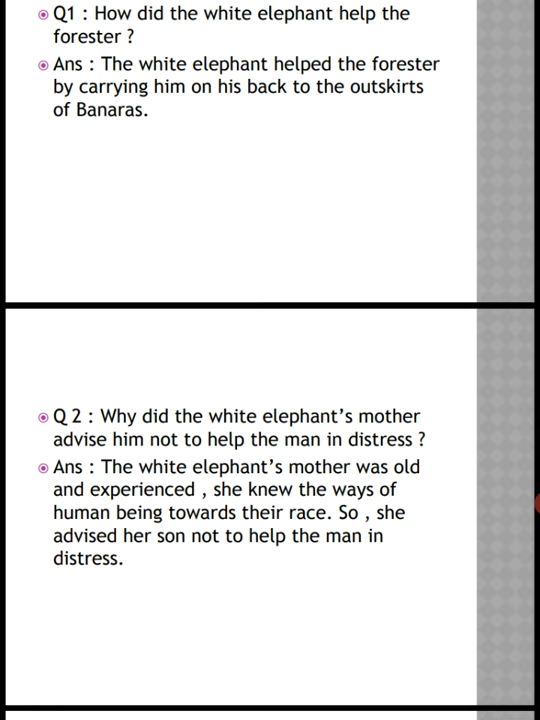 Q1 : How did the white elephant help the
forester ?
Ans : The white elephant helped the forester
by carrying him on his back to the outskirts
of Banaras.
Q 2 : Why did the white elephant’s mother
advise him not to help the man in distress ?
Ans : The white elephant’s mother was old
and experienced , she knew the ways of
human being towards their race. So , she
advised her son not to help the man in
distress.